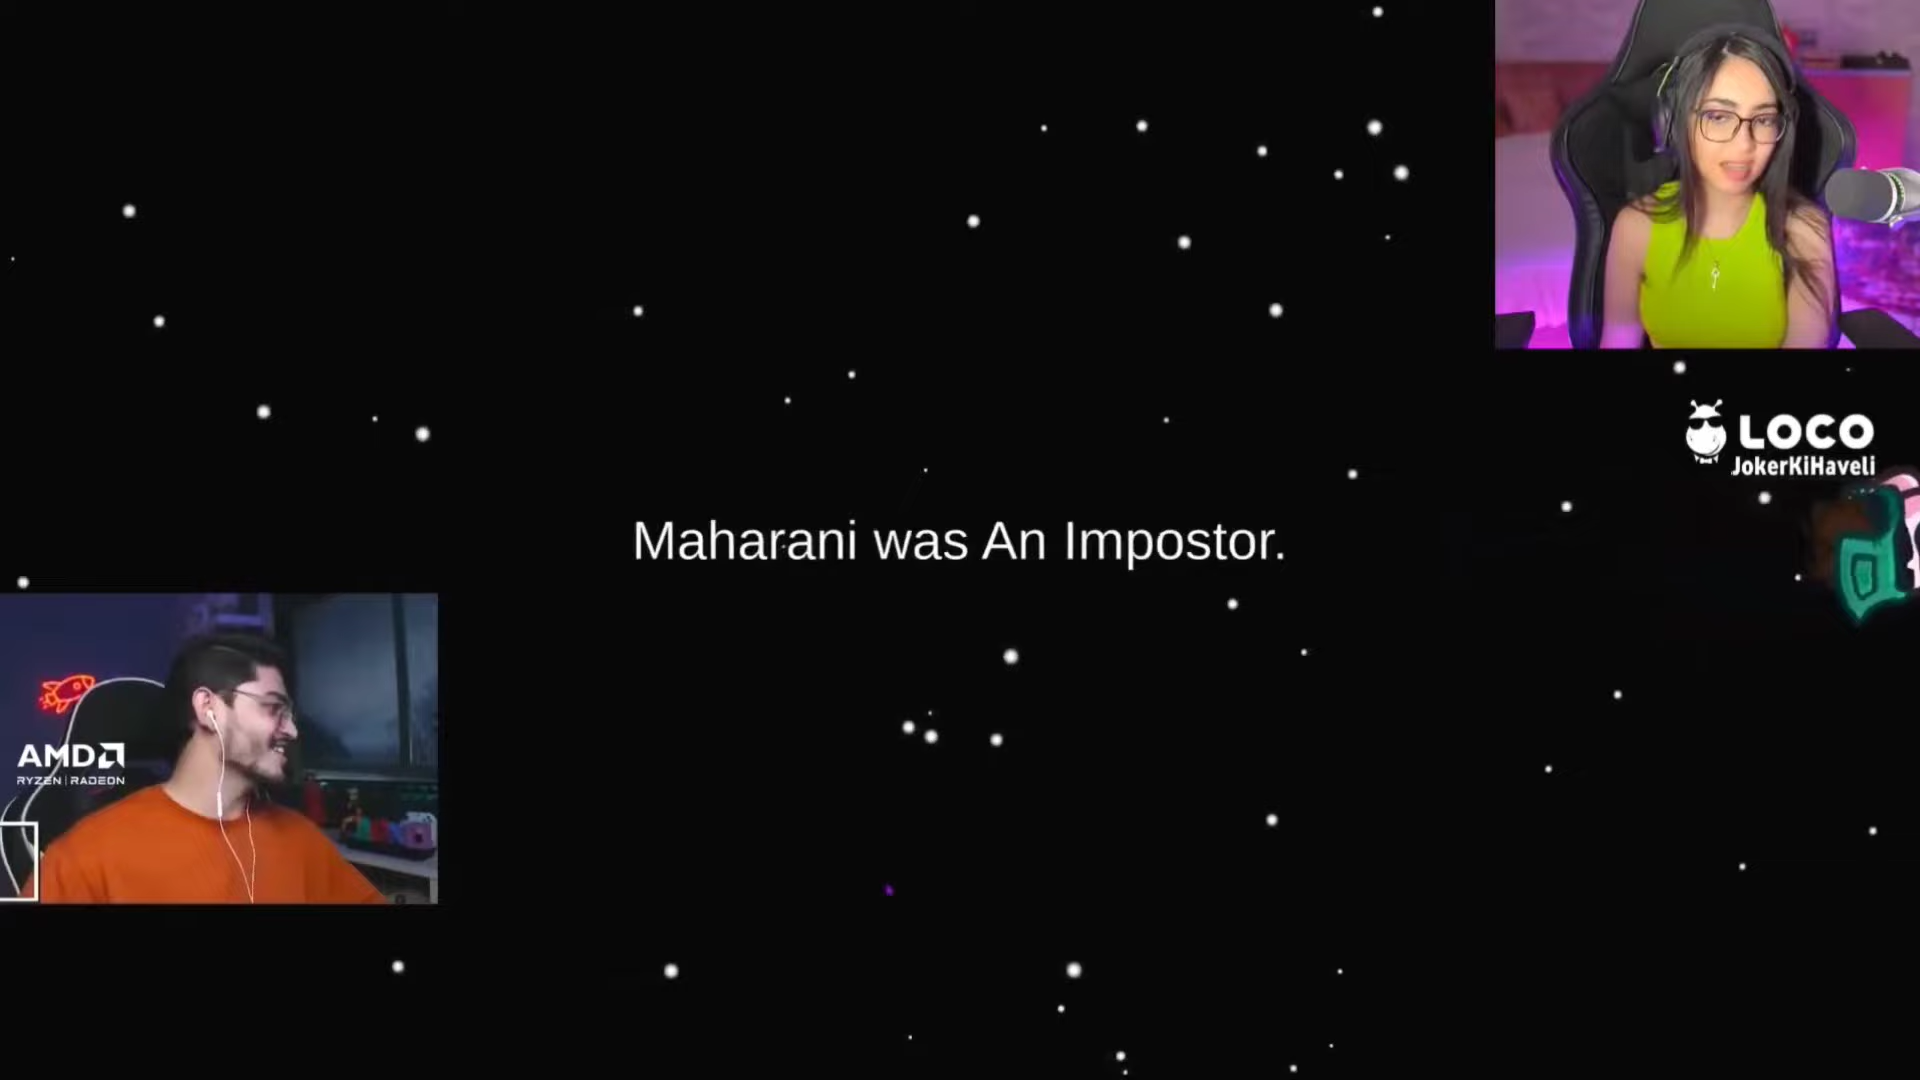 LOCO
JokerKiHaveli
Maharani was An Impostor.
AMD
RYZEN | RADEON